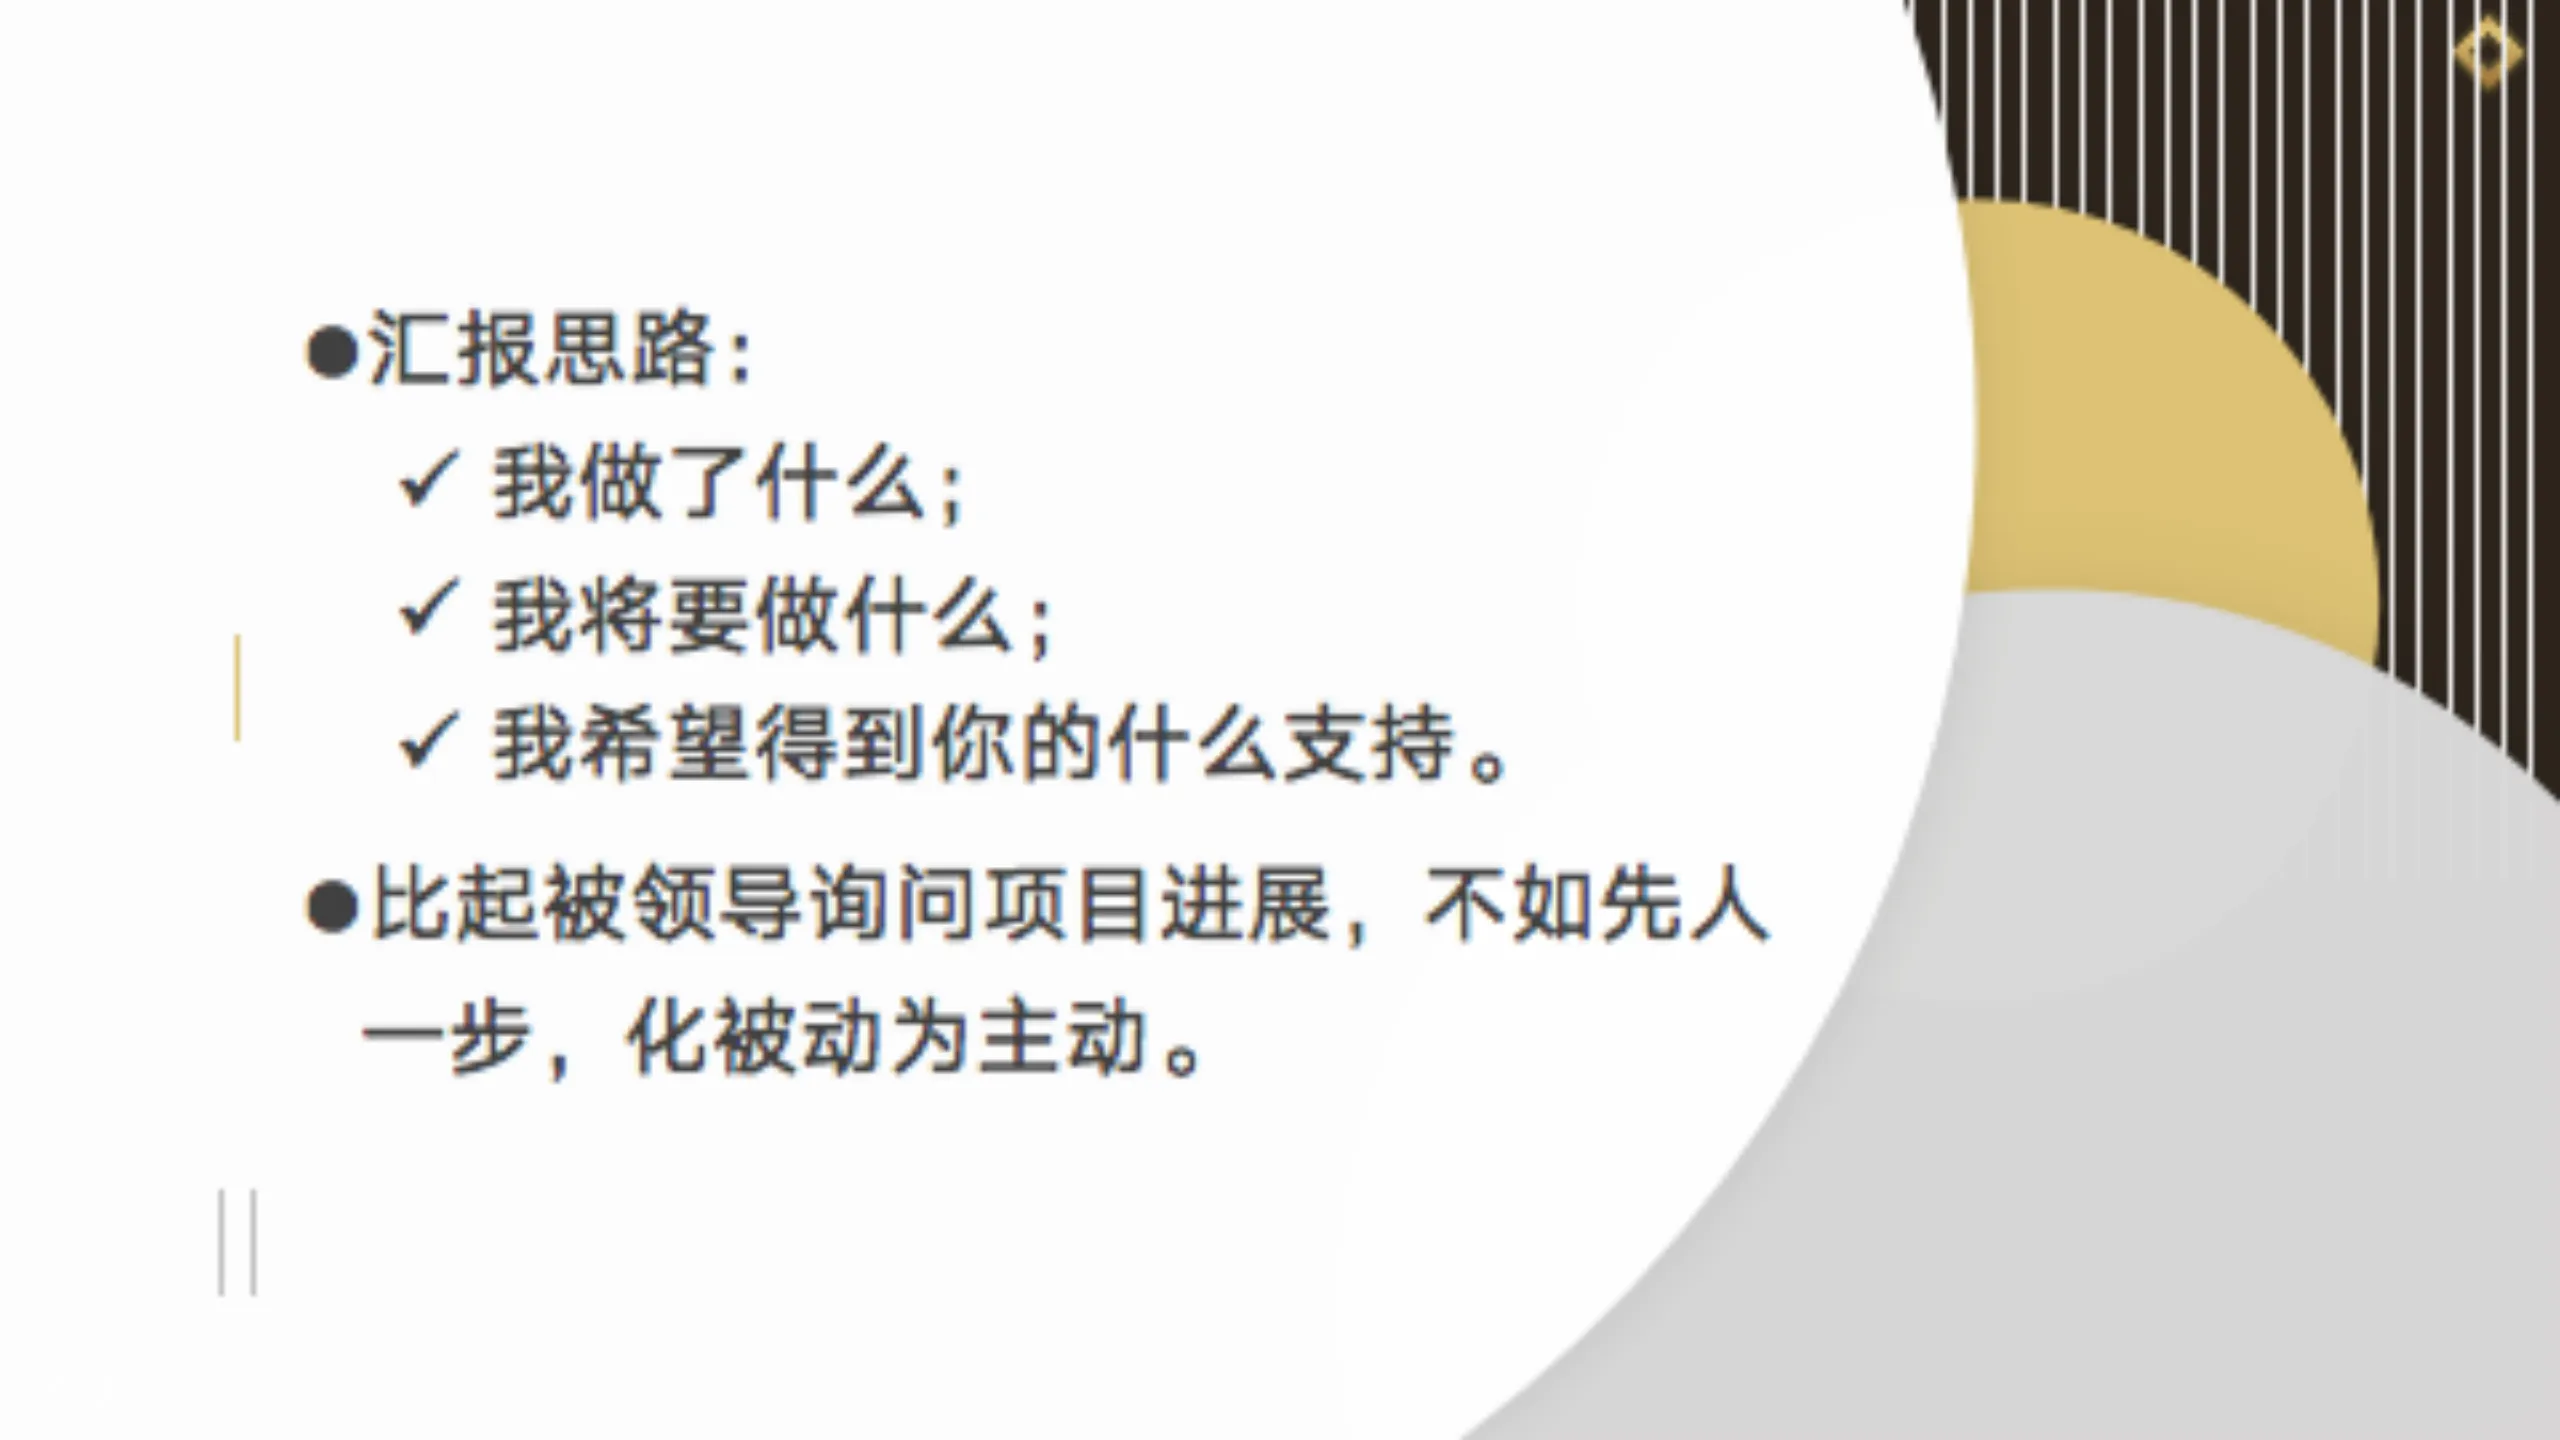 ●汇报思路：
✓ 我做了什么；
✓ 我将要做什么；
✓ 我希望得到你的什么支持。
●比起被领导询问项目进展，不如先人
一步，化被动为主动。